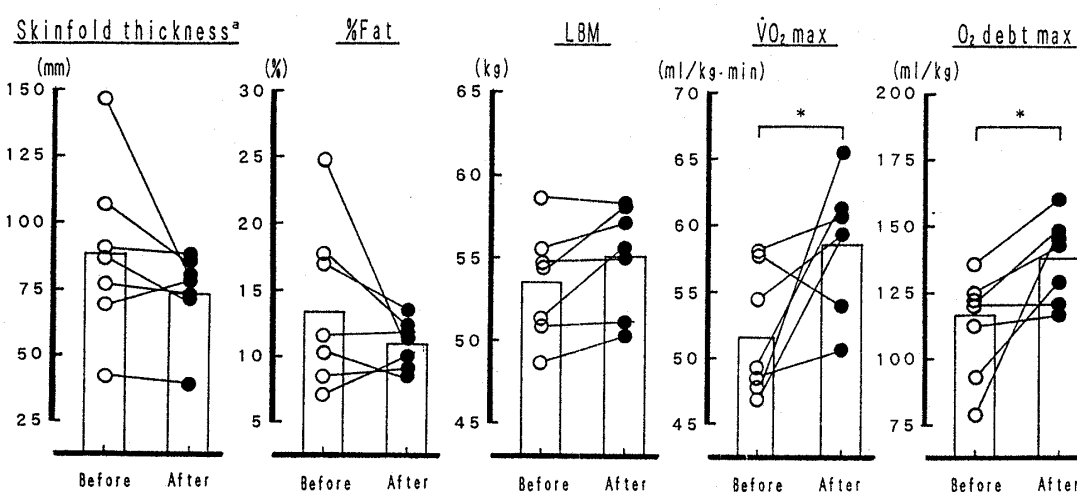 Skinfold thicknessᵃ %Fat LBM V̇O₂ max O₂ debt max
(mm) (%) (kg) (ml/kg·min) (ml/kg)
150 30 65 70 200
125 25 60 65 175
100 20 55 60 150
75 15 50 55 125
50 10 45 50 100
25 5 45 75
* *
Before After Before After Before After Before After Before After